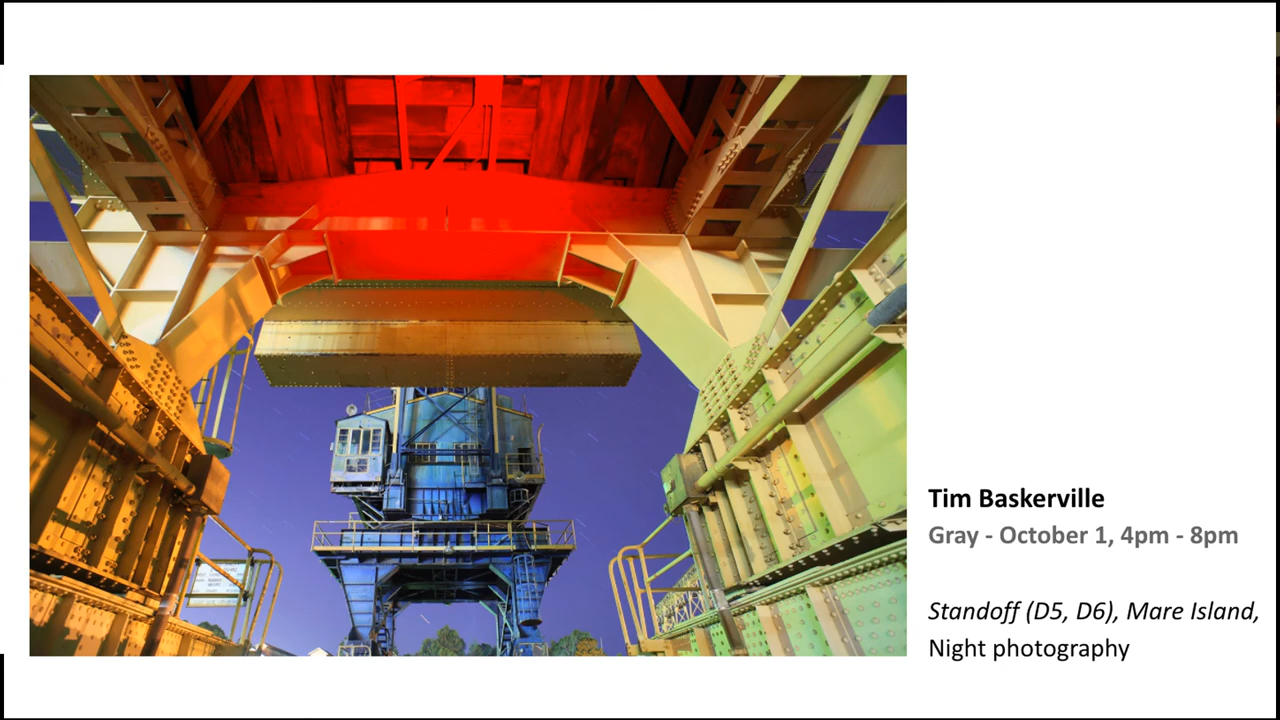 Tim Baskerville
Gray - October 1, 4pm - 8pm
Standoff (D5, D6), Mare Island,
Night photography